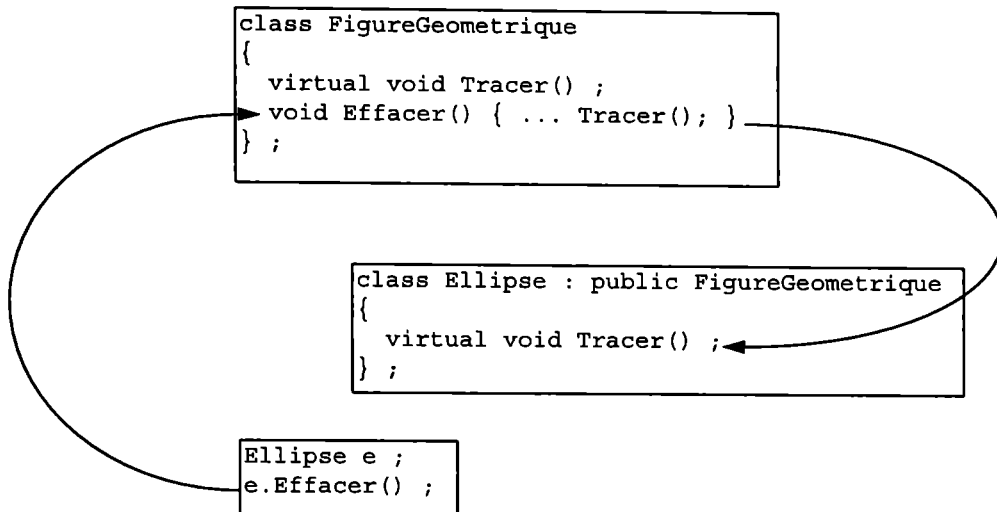 class FigureGeometrique
{
virtual void Tracer() ;
void Effacer() { ... Tracer(); }
} ;
class Ellipse : public FigureGeometrique
{
virtual void Tracer() ;
} ;
Ellipse e ;
e.Effacer() ;